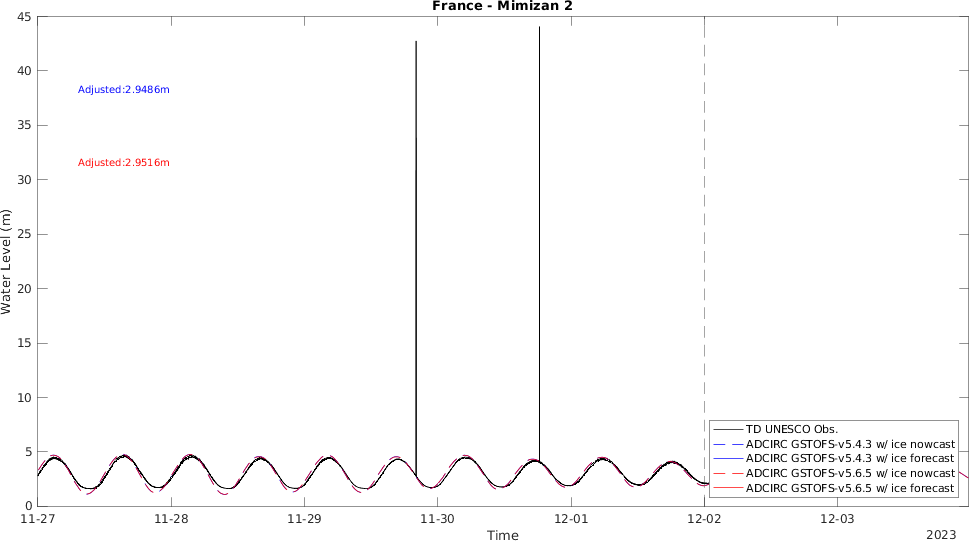 France - Mimizan 2
45
40
35
30
25
20
15
10
5
0
Water Level (m)
Adjusted:2.9486m
Adjusted:2.9516m
TD UNESCO Obs.
ADCIRC GSTOFS-v5.4.3 w/ ice nowcast
ADCIRC GSTOFS-v5.4.3 w/ ice forecast
ADCIRC GSTOFS-v5.6.5 w/ ice nowcast
ADCIRC GSTOFS-v5.6.5 w/ ice forecast
11-27 11-28 11-29 11-30 12-01 12-02 12-03
Time
2023